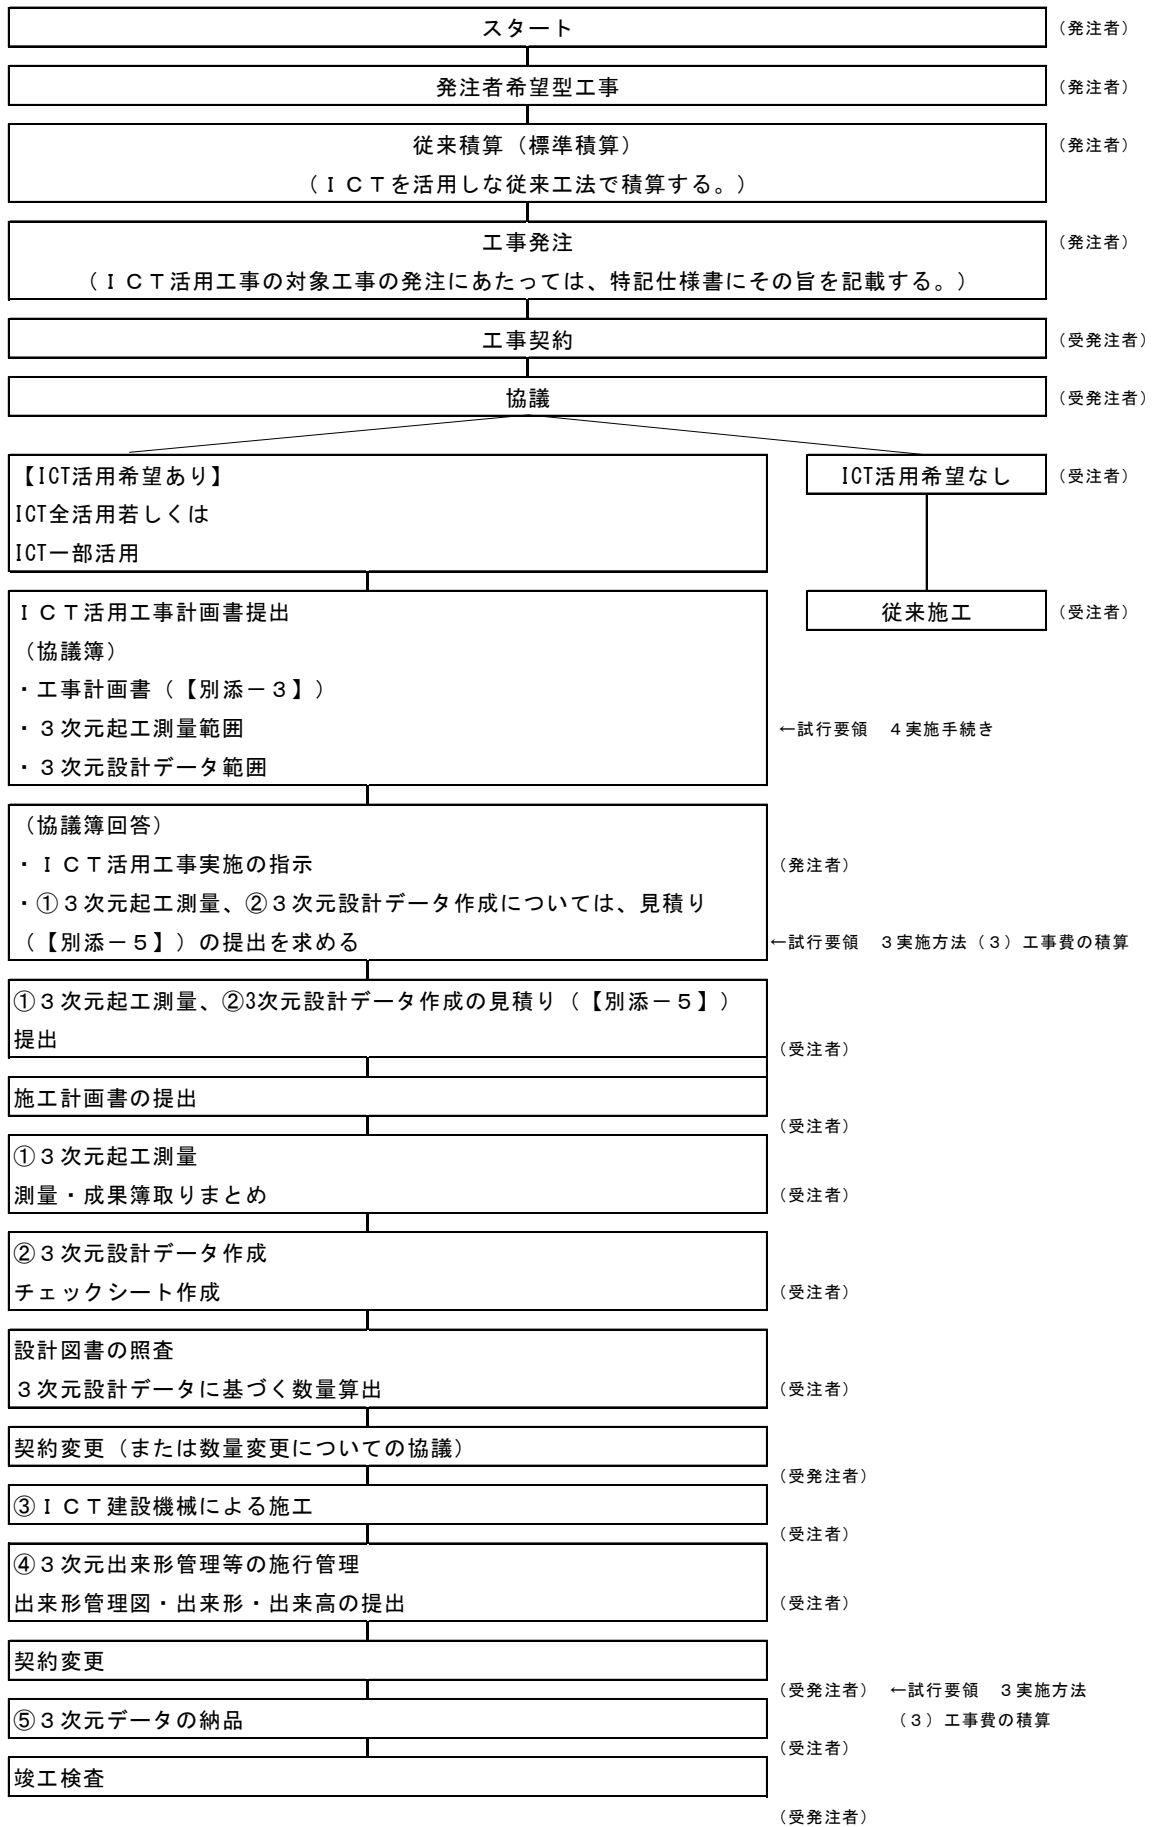 スタート （発注者）
発注者希望型工事 （発注者）
従来積算（標準積算） （発注者）
（ＩＣＴを活用しな従来工法で積算する。）
工事発注 （発注者）
（ＩＣＴ活用工事の対象工事の発注にあたっては、特記仕様書にその旨を記載する。）
工事契約 （受発注者）
協議 （受発注者）
【ICT活用希望あり】 ICT活用希望なし （受注者）
ICT全活用若しくは
ICT一部活用
ＩＣＴ活用工事計画書提出 従来施工 （受注者）
（協議簿）
・工事計画書（【別添－３】）
・３次元起工測量範囲 ←試行要領　４実施手続き
・３次元設計データ範囲
（協議簿回答）
・ＩＣＴ活用工事実施の指示 （発注者）
・①３次元起工測量、②３次元設計データ作成については、見積り
（【別添－５】）の提出を求める ←試行要領　３実施方法（３）工事費の積算
①３次元起工測量、②3次元設計データ作成の見積り（【別添－５】）
提出 （受注者）
施工計画書の提出
（受注者）
①３次元起工測量
測量・成果簿取りまとめ （受注者）
②３次元設計データ作成
チェックシート作成 （受注者）
設計図書の照査
３次元設計データに基づく数量算出 （受注者）
契約変更（または数量変更についての協議）
（受発注者）
③ＩＣＴ建設機械による施工
（受注者）
④３次元出来形管理等の施行管理
出来形管理図・出来形・出来高の提出 （受注者）
契約変更
（受発注者） ←試行要領　３実施方法
⑤３次元データの納品 （３）工事費の積算
（受注者）
竣工検査
（受発注者）